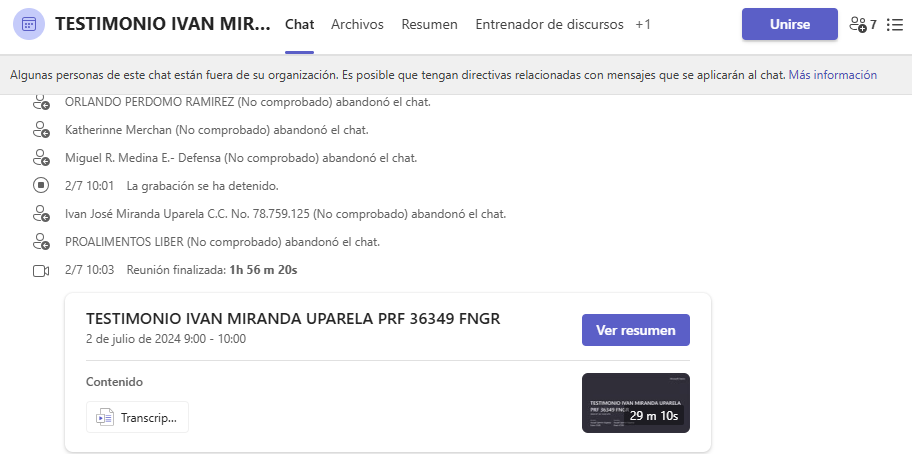 TESTIMONIO IVAN MIR... Chat Archivos Resumen Entrenador de discursos +1 Unirse 7
Algunas personas de este chat están fuera de su organización. Es posible que tengan directivas relacionadas con mensajes que se aplicarán al chat. Más información
ORLANDO PERDOMO RAMIREZ (No comprobado) abandonó el chat.
Katherinne Merchan (No comprobado) abandonó el chat.
Miguel R. Medina E.- Defensa (No comprobado) abandonó el chat.
2/7 10:01 La grabación se ha detenido.
Ivan José Miranda Uparela C.C. No. 78.759.125 (No comprobado) abandonó el chat.
PROALIMENTOS LIBER (No comprobado) abandonó el chat.
2/7 10:03 Reunión finalizada: 1h 56 m 20s
TESTIMONIO IVAN MIRANDA UPARELA PRF 36349 FNGR
2 de julio de 2024 9:00 - 10:00
Ver resumen
Contenido
Transcrip...
TESTIMONIO IVAN MIRANDA UPARELA
PRF 36349 FNGR
29 m 10s